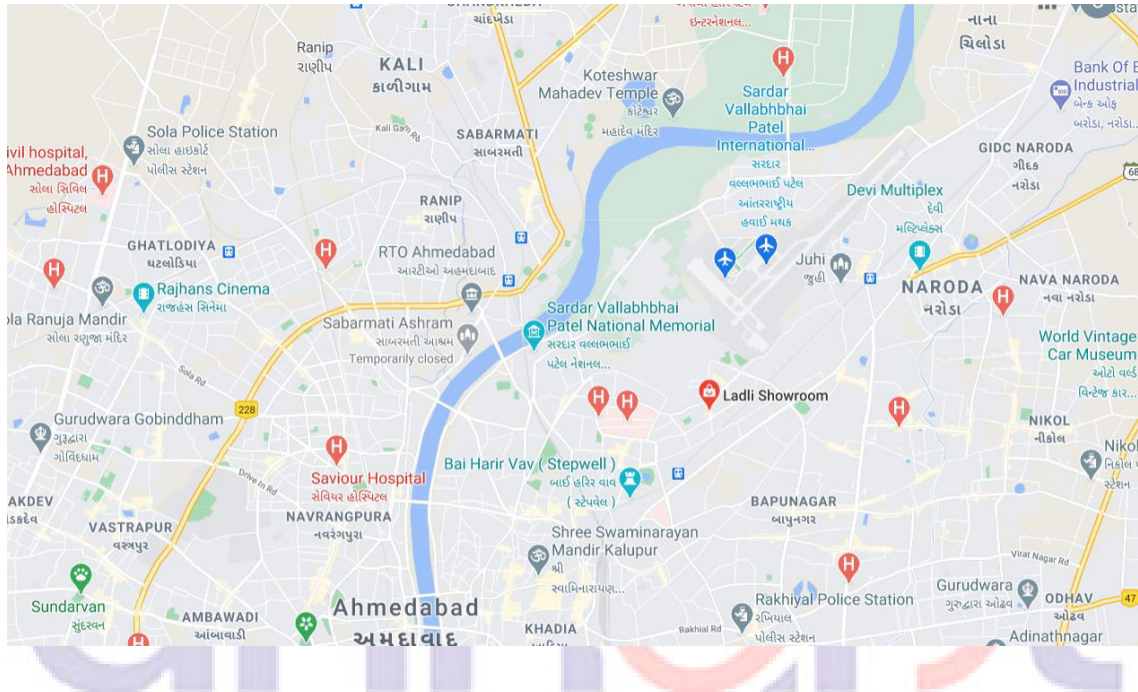 ચાંદખેડા
ઇન્ટરનેશનલ...
નાના
ચિલોડા
Ranip
રાણીપ
KALI
કાળીગામ
Koteshwar
Mahadev Temple
કોટેશ્વર
મહાદેવ મંદિર
Sardar
Vallabhbhai
Patel
International...
સરદાર
વલ્લભભાઈ પટેલ
આંતરરાષ્ટ્રીય
હવાઈ મથક
Bank Of
Industrial
બેન્ક ઓફ
બરોડા, નરોડા...
Sola Police Station
સોલા હાઇકોર્ટ
પોલીસ સ્ટેશન
Kali Gam Rd
SABARMATI
સાબરમતી
GIDC NARODA
ગીદક
નરોડા
68
ivil hospital,
Ahmedabad
સોલા સિવિલ
હોસ્પિટલ
RANIP
રાણીપ
Devi Multiplex
દેવી
મલ્ટિપ્લેક્સ
GHATLODIYA
ઘાટલોડિયા
RTO Ahmedabad
આરટીઓ અહમદાબાદ
Juhi
જુહી
NARODA
નરોડા
NAVA NARODA
નવા નરોડા
Rajhans Cinema
રાજહંસ સિનેમા
ola Ranuja Mandir
સોલા રણુજા મંદિર
Sabarmati Ashram
સાબરમતી આશ્રમ
Temporarily closed
Sardar Vallabhbhai
Patel National Memorial
સરદાર વલ્લભભાઈ
પટેલ નેશનલ...
World Vintage
Car Museum
ઓટો વર્લ્ડ
વિન્ટેજ કાર...
Sola Rd
228
Ladli Showroom
Gurudwara Gobinddham
ગુરુદ્વારા
ગોવિંદધામ
NIKOL
નીકોલ
Saviour Hospital
સેવિયર હોસ્પિટલ
Drive In Rd
Bai Harir Vav ( Stepwell )
બાઈ હરિર વાવ
( સ્ટેપવેલ )
Nikol
નિકોલ
સ્ટેશન
AKDEV
ડકદેવ
VASTRAPUR
વસ્ત્રાપુર
NAVRANGPURA
નવરંગપુરા
BAPUNAGAR
બાપુનગર
Shree Swaminarayan
Mandir Kalupur
શ્રી
સ્વામિનારાયણ...
Virat Nagar Rd
Sundarvan
સુંદરવન
AMBAWADI
આંબાવાડી
Ahmedabad
અમદાવાદ
KHADIA
Rakhial Rd
Rakhiyal Police Station
રખિયાલ
પોલીસ સ્ટેશન
Gurudwara
ગુરુદ્વારા ઓઢવ
ODHAV
ઓઢવ
47
Adinathnagar